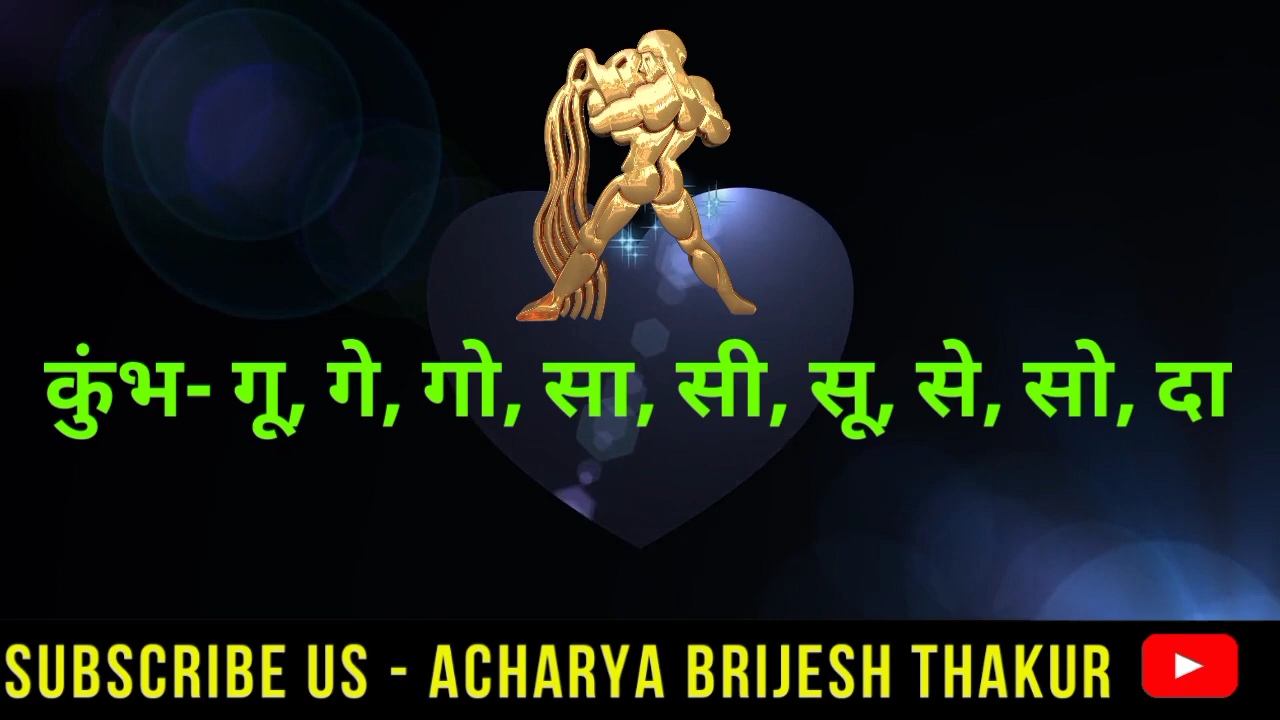 कुंभ- गू, गे, गो, सा, सी, सू, से, सो, दा
SUBSCRIBE US - ACHARYA BRIJESH THAKUR